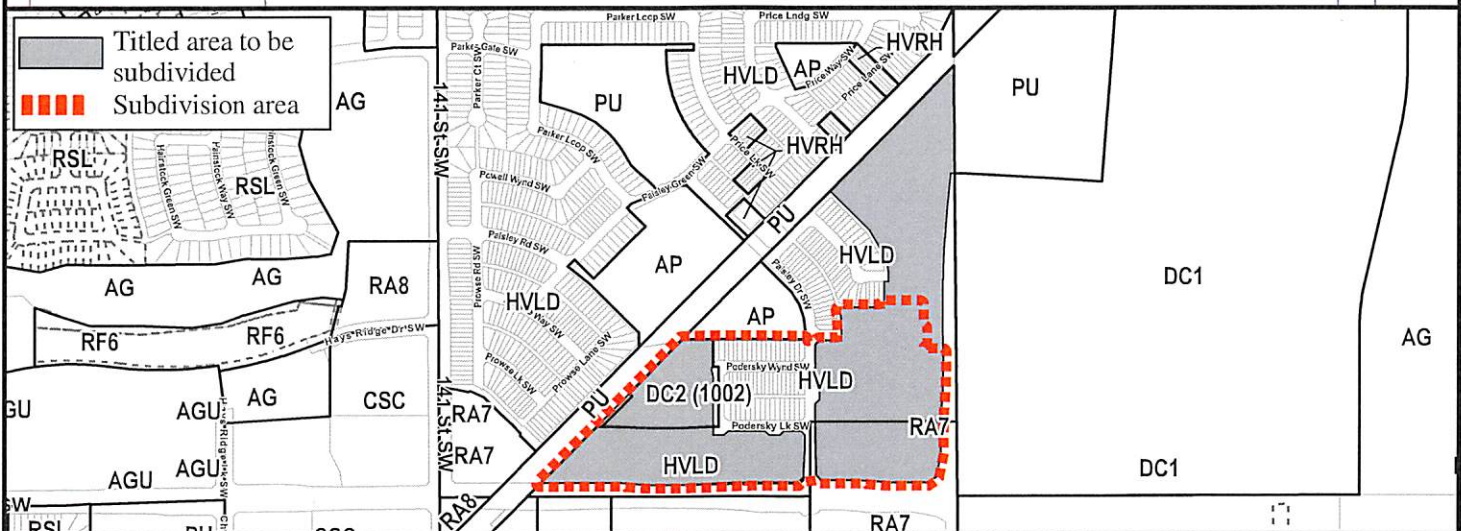 Titled area to be
subdivided
Subdivision area
Parker Loop SW
Price Lndg SW
Parker Gate SW
Parker Ct SW
HVRH
HVLD
AP
Price Way SW
Price Lane SW
PU
PU
AG
141 St SW
Parker Loop SW
HVRH
Price Lk SW
RSL
RSL
Hairstock Green SW
Painstock Way SW
Powell Wynd SW
Paisley Green SW
PU
Paisley Rd SW
HVLD
AG
AG
RA8
AP
Paisley Dr SW
DC1
Prowse Rd SW
HVLD
Way SW
AP
RF6
RF6
Hays Ridge Dr SW
Prowse Lane SW
Prowse Lk SW
AG
Podersky Wynd SW
HVLD
DC2 (1002)
AG
CSC
141 St SW
PU
AGU
RA7
Podersky Lk SW
RA7
RA7
HVLD
AGU
AGU
DC1
RA8
RA7
RSL